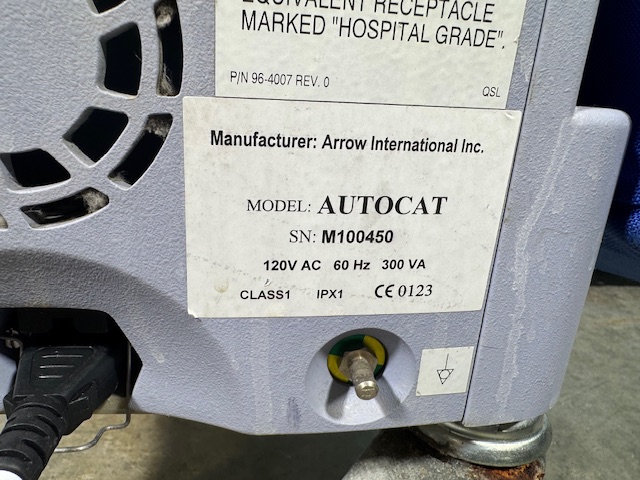 EQUIVALENT RECEPTACLE
MARKED "HOSPITAL GRADE".
P/N 96-4007 REV. 0 QSL
Manufacturer: Arrow International Inc.
MODEL: AUTOCAT
SN: M100450
120V AC 60 Hz 300 VA
CLASS1 IPX1 CE 0123